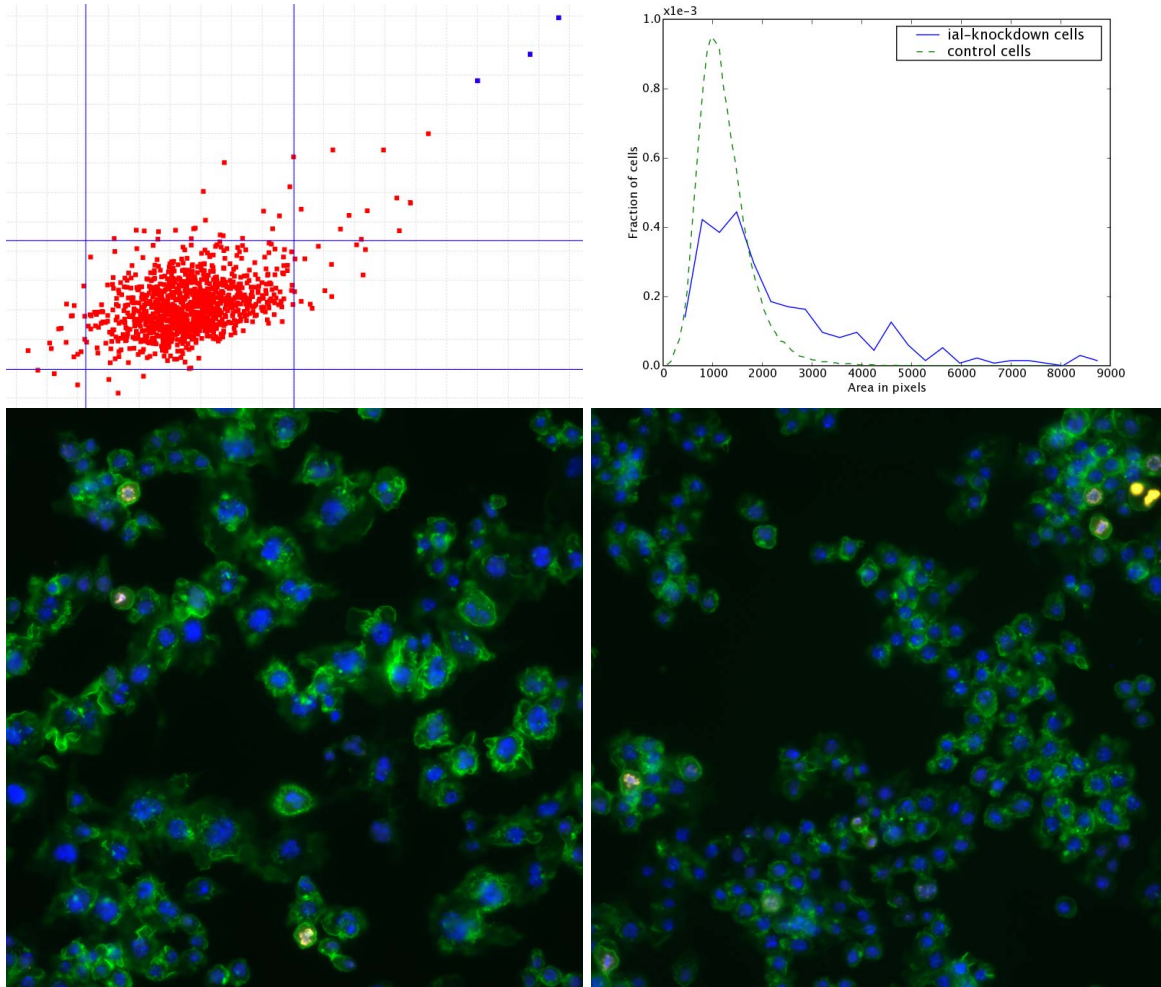 x1e-3
1.0
0.8
0.6
0.4
0.2
0.0
Fraction of cells
ial-knockdown cells
control cells
0 1000 2000 3000 4000 5000 6000 7000 8000 9000
Area in pixels